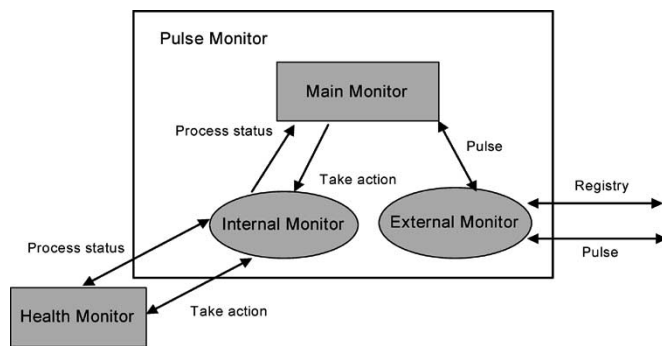 Pulse Monitor
Main Monitor
Process status
Pulse
Take action
Registry
Internal Monitor
External Monitor
Process status
Pulse
Take action
Health Monitor